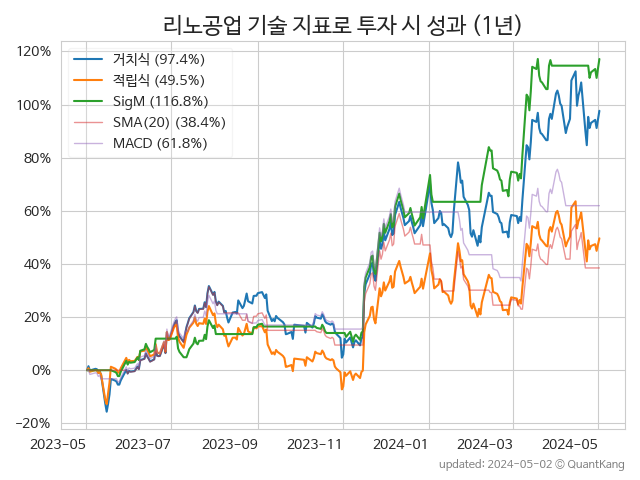 리노공업 기술 지표로 투자 시 성과 (1년)
120%
100%
80%
60%
40%
20%
0%
−20%
거치식 (97.4%)
적립식 (49.5%)
SigM (116.8%)
SMA(20) (38.4%)
MACD (61.8%)
2023-05
2023-07
2023-09
2023-11
2024-01
2024-03
2024-05
updated: 2024-05-02 © QuantKang